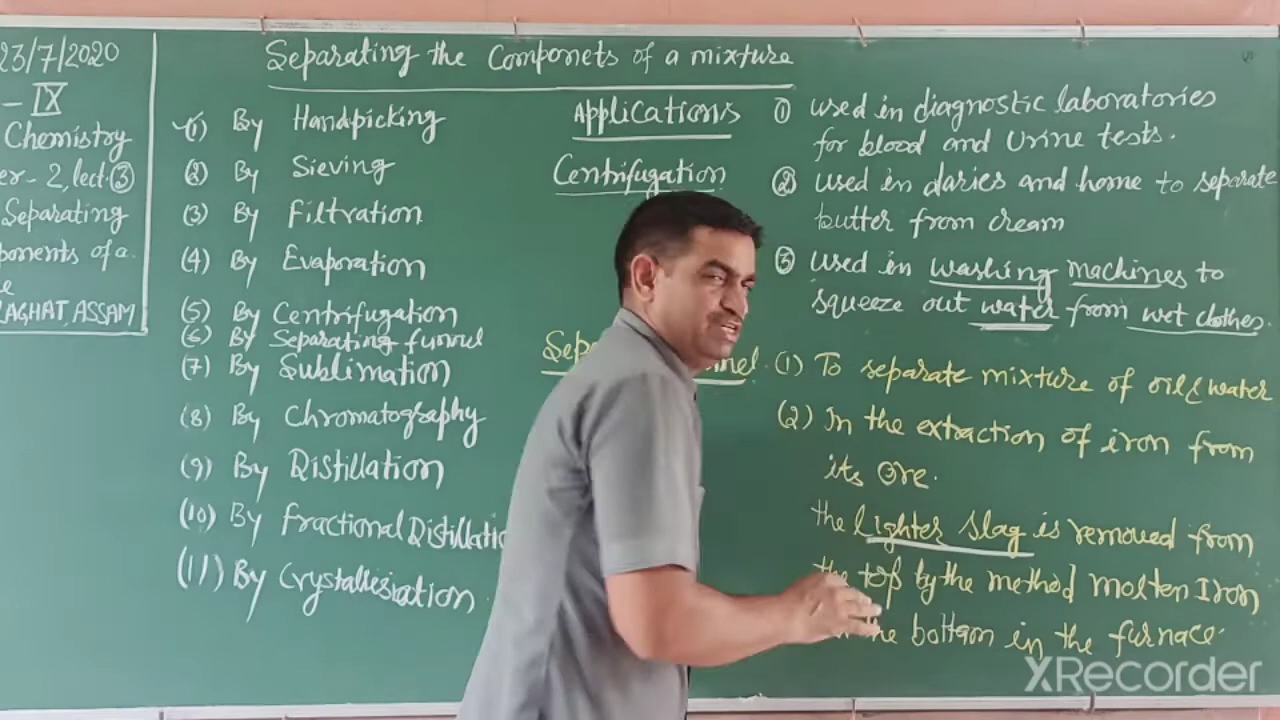 23/7/2020
- IX
Chemistry
er-2, lect. ③
Separating
ponents of a
e
AGHAT, ASSAM
Separating the Componets of a mixture
(1) By Handpicking
(2) By Sieving
(3) By Filtration
(4) By Evaporation
(5) By Centrifugation
(6) By Separating funnel
(7) By Sublimation
(8) By Chromatography
(9) By Distillation
(10) By Fractional Distillatio
(11) By
Applications
Centrifugation
① used in diagnostic laboratories
for blood and Urine tests.
② used in daries and home to separate
butter from cream
③ used in washing machines to
squeeze out water from wet clothes.
Sepa nel.
(1) To separate mixture of oil & water
(2) In the extraction of iron from
its ore.
the lighter slag is removed from
the top by the method molten Iron
the bottom in the furnace.
XRecorder